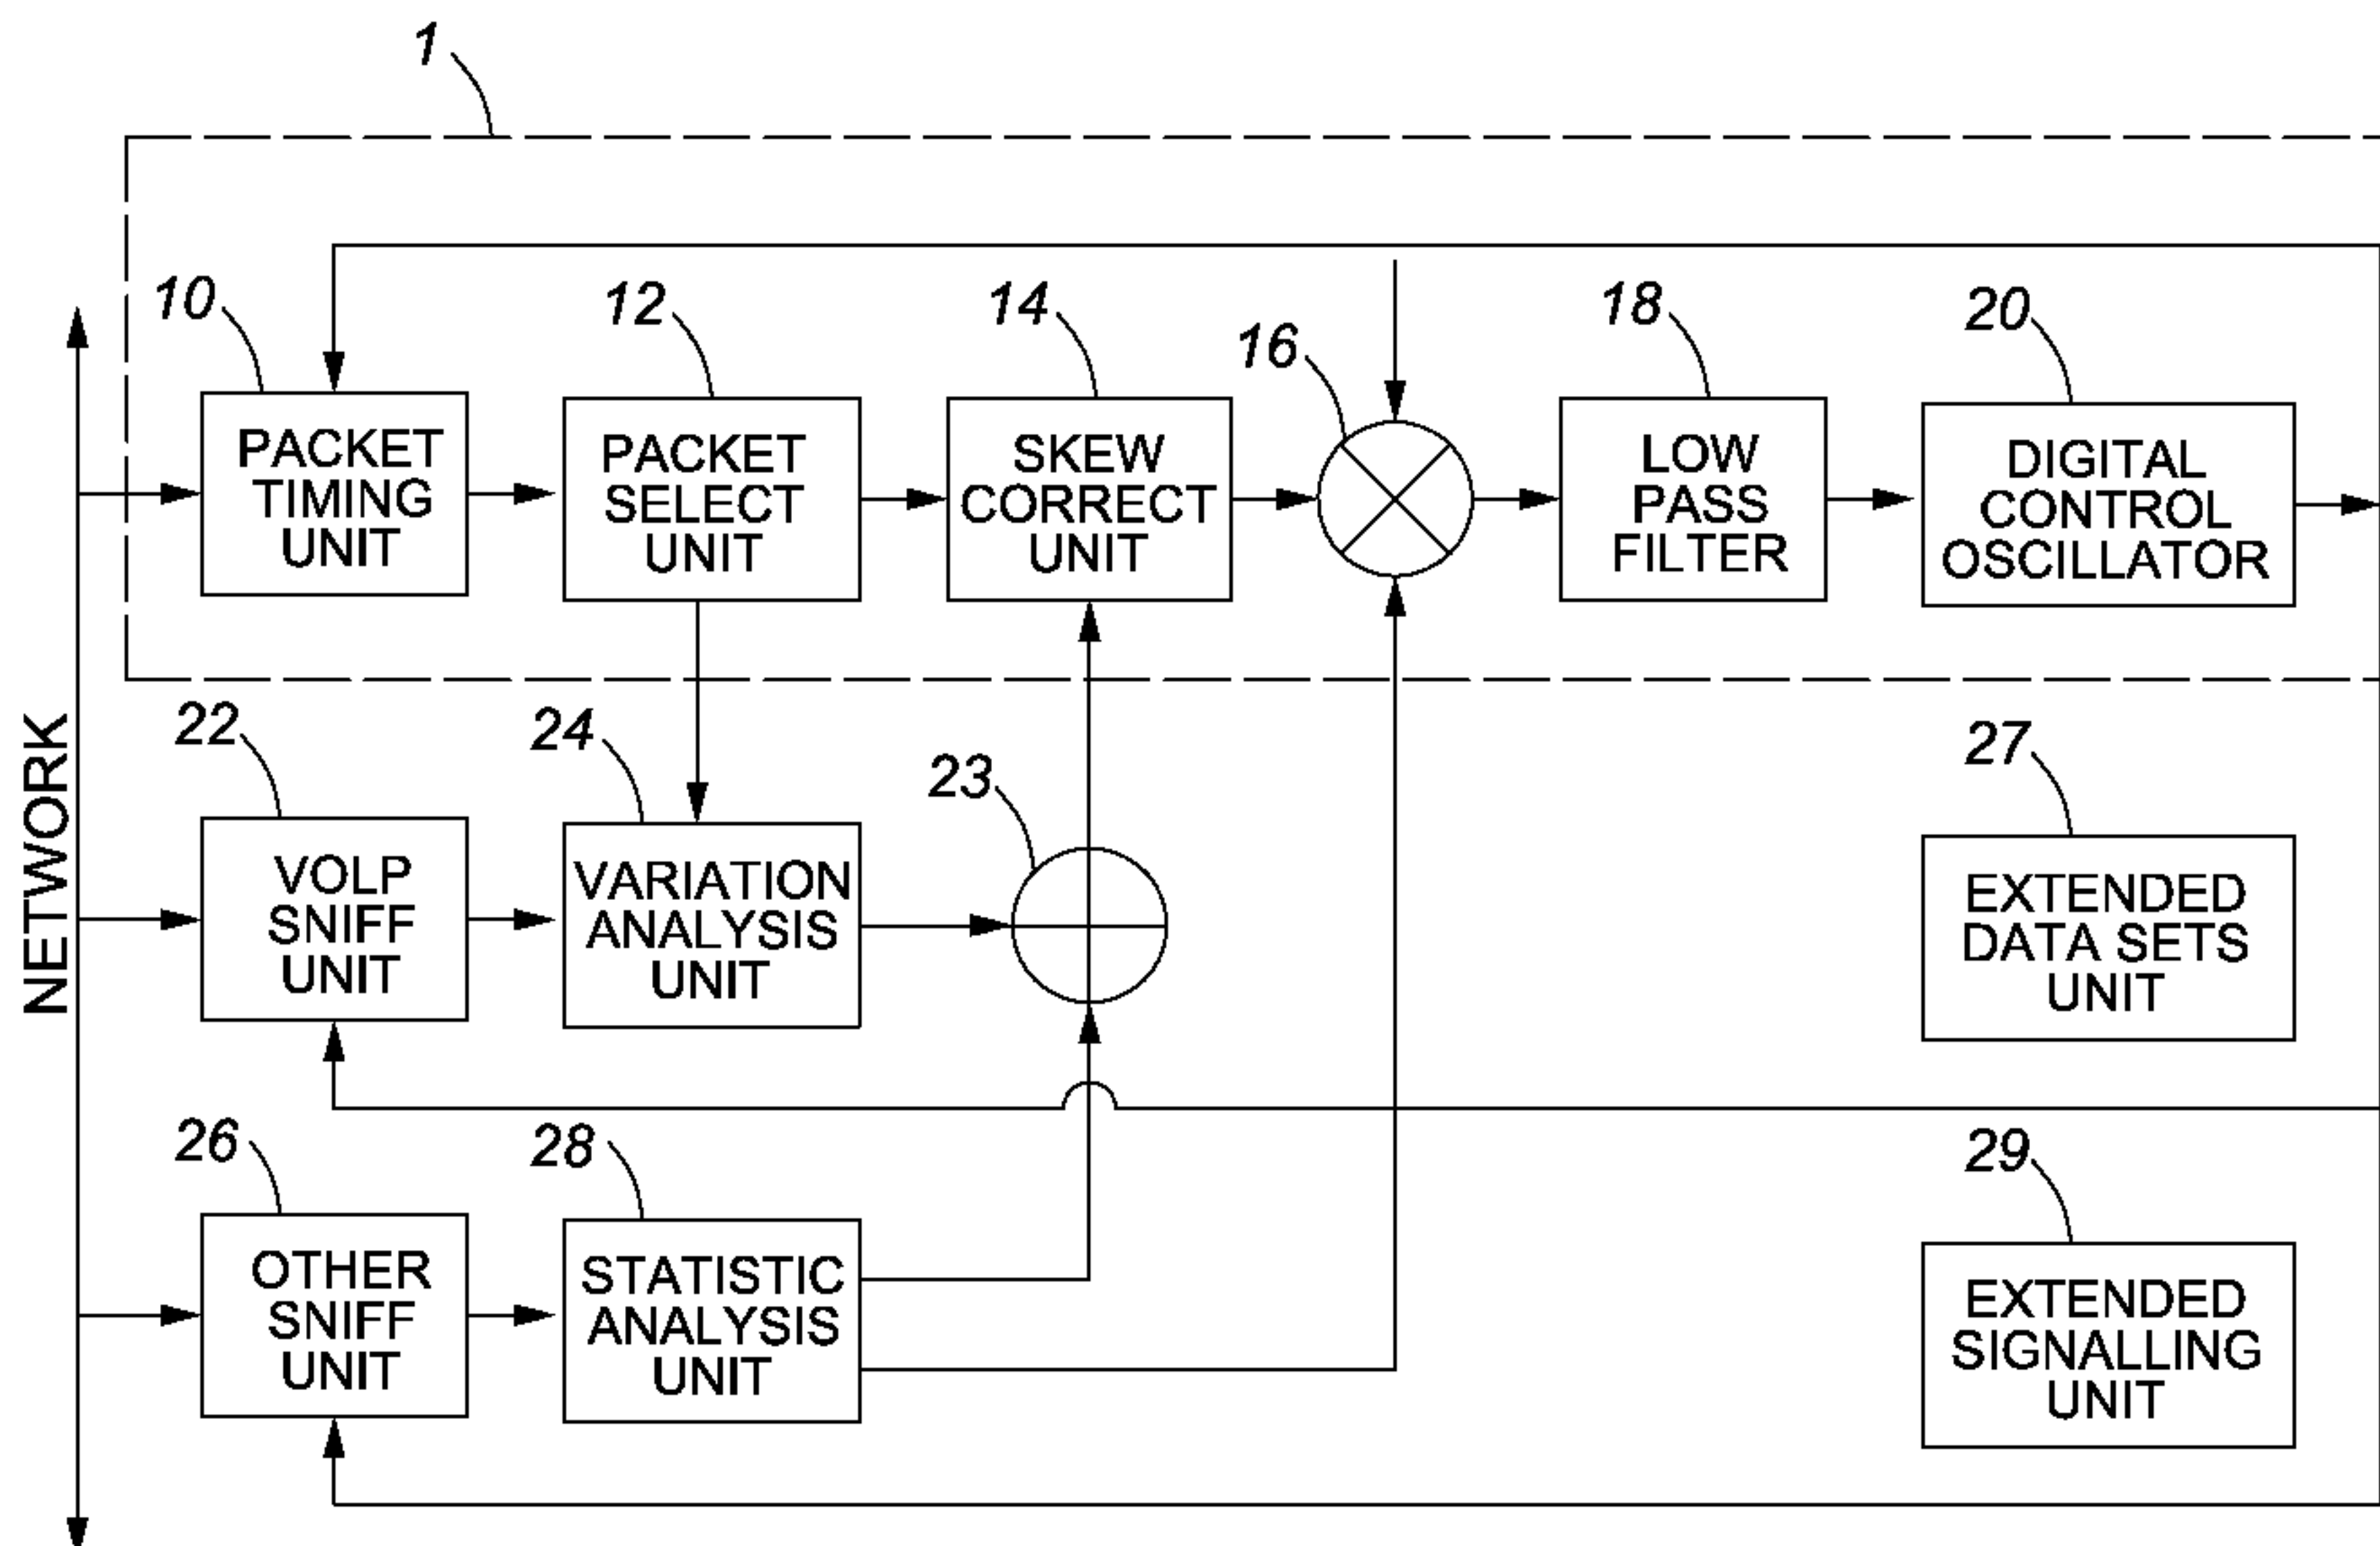 1
10
12
14
16
18
20
PACKET
TIMING
UNIT
PACKET
SELECT
UNIT
SKEW
CORRECT
UNIT
LOW
PASS
FILTER
DIGITAL
CONTROL
OSCILLATOR
NETWORK
22
24
23
27
VOLP
SNIFF
UNIT
VARIATION
ANALYSIS
UNIT
EXTENDED
DATA SETS
UNIT
26
28
29
OTHER
SNIFF
UNIT
STATISTIC
ANALYSIS
UNIT
EXTENDED
SIGNALLING
UNIT